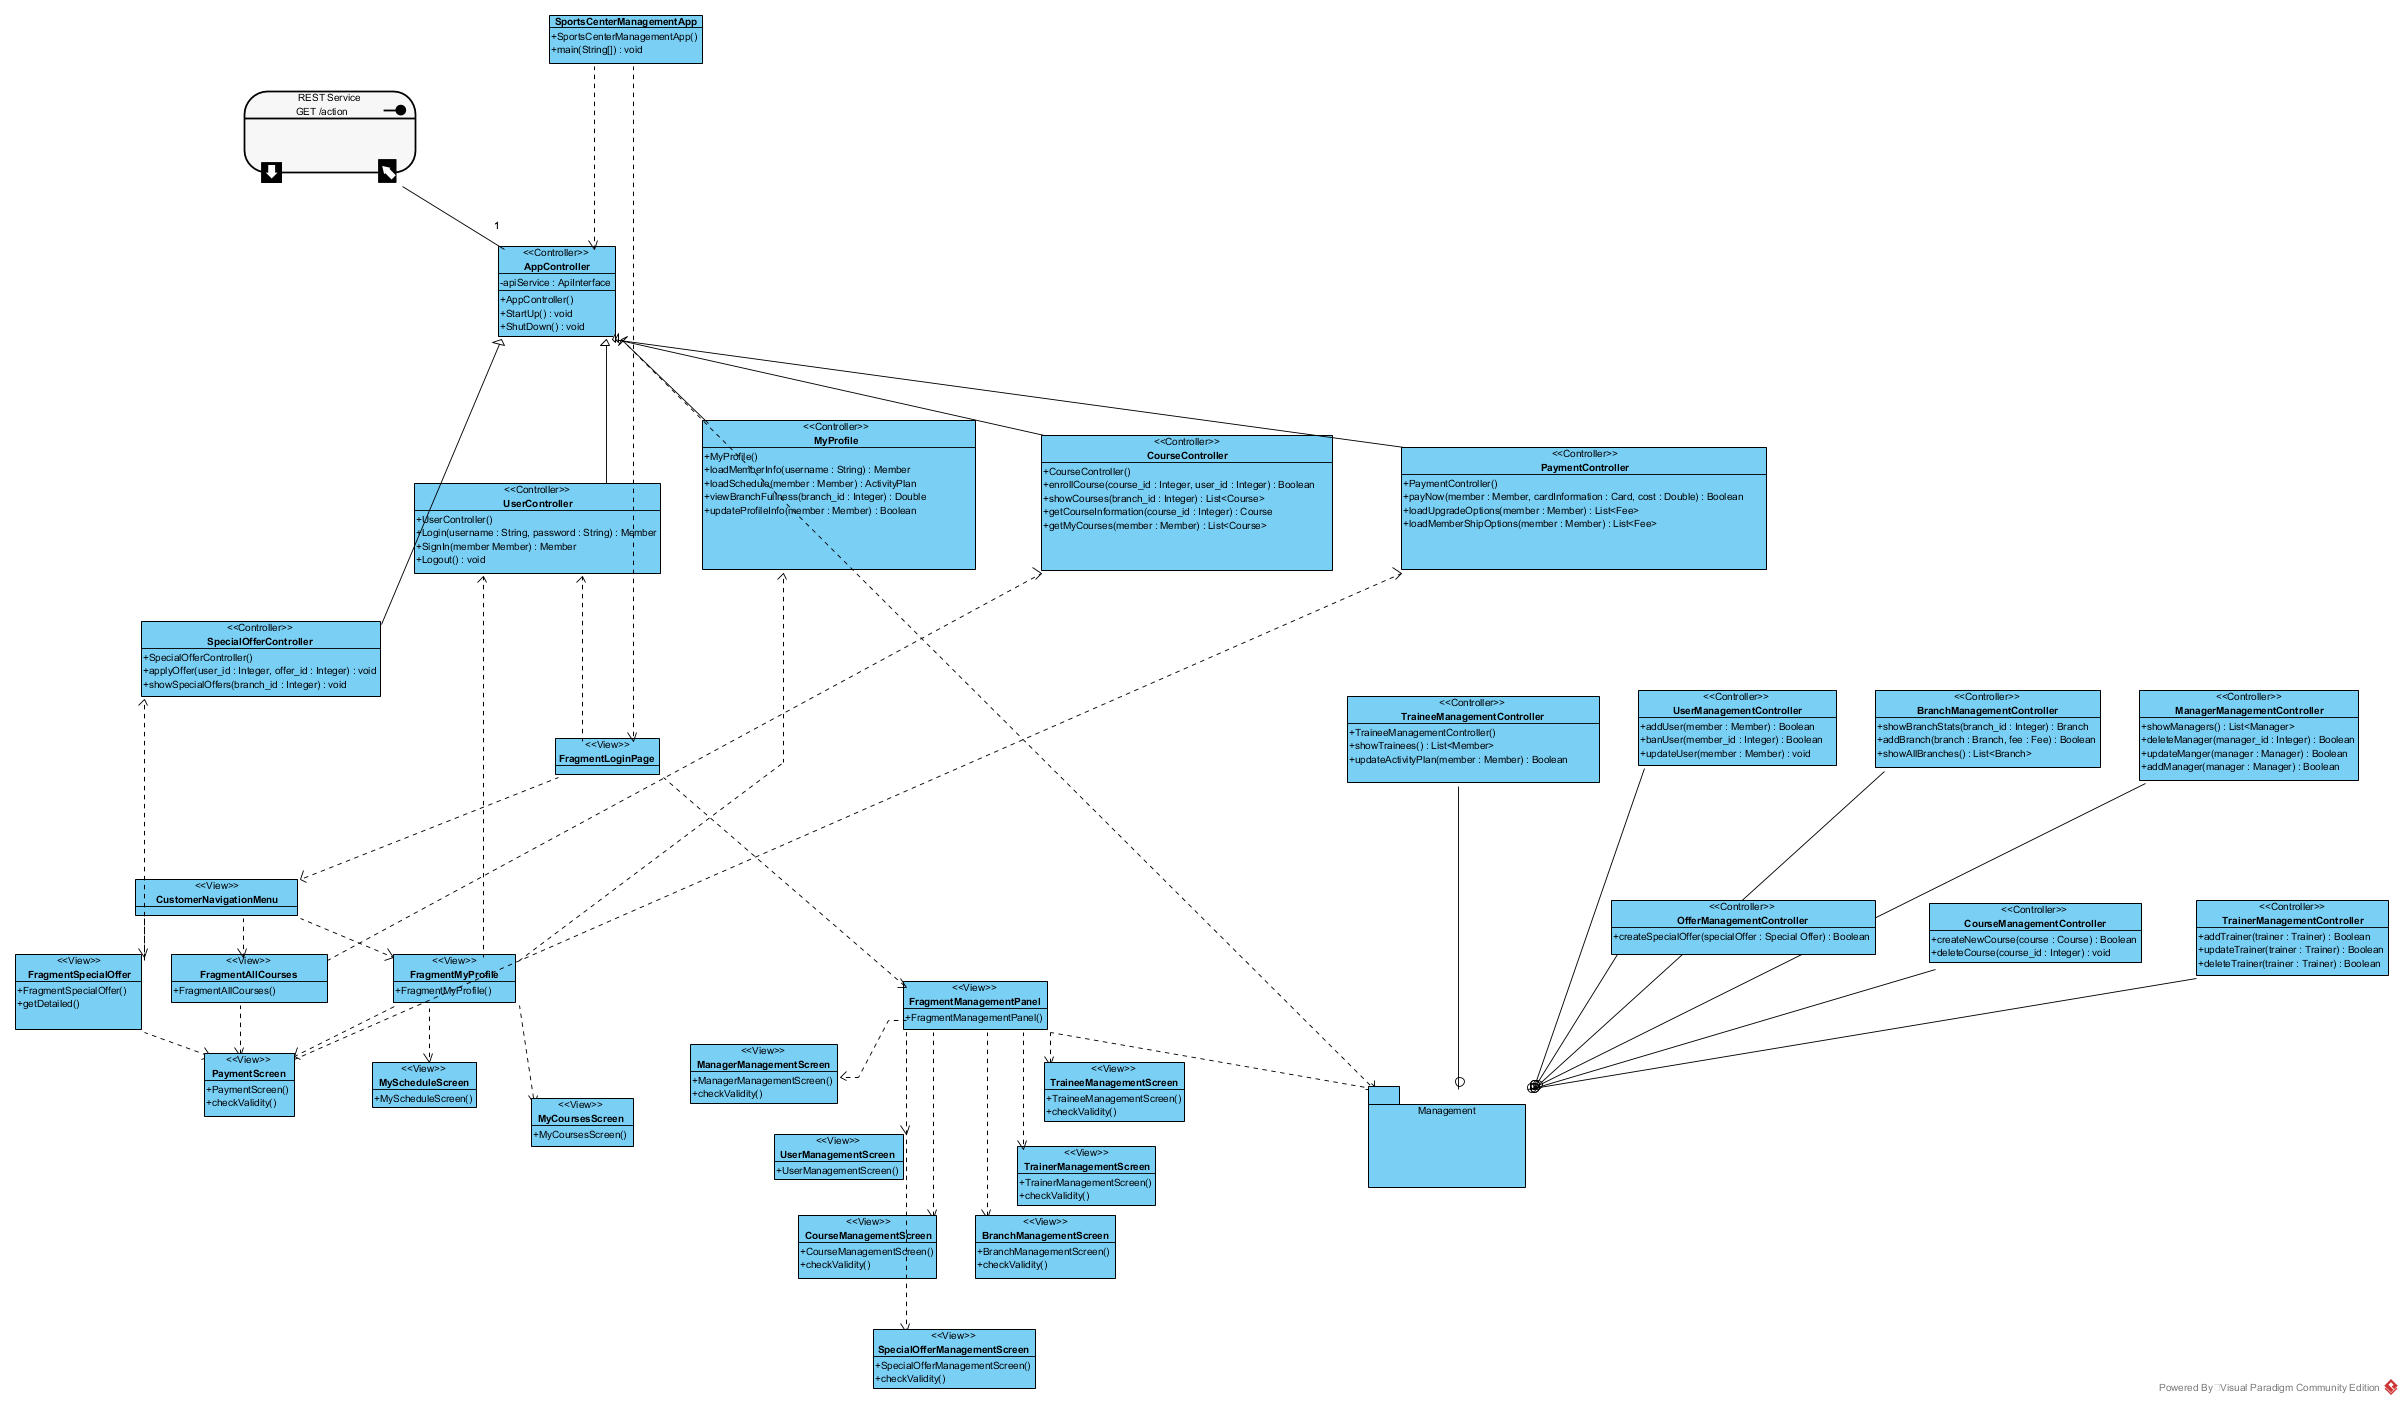 SportsCenterManagementApp
+SportsCenterManagementApp()
+main(String[]) : void
REST Service
GET /action
1
<<Controller>>
AppController
-apiService : ApiInterface
+AppController()
+StartUp() : void
+ShutDown() : void
<<Controller>>
MyProfile
+MyProfile()
+loadMemberInfo(username : String) : Member
+loadSchedule(member : Member) : ActivityPlan
+viewBranchFullness(branch_id : Integer) : Double
+updateProfileInfo(member : Member) : Boolean
<<Controller>>
CourseController
+CourseController()
+enrollCourse(course_id : Integer, user_id : Integer) : Boolean
+showCourses(branch_id : Integer) : List<Course>
+getCourseInformation(course_id : Integer) : Course
+getMyCourses(member : Member) : List<Course>
<<Controller>>
PaymentController
+PaymentController()
+payNow(member : Member, cardInformation : Card, cost : Double) : Boolean
+loadUpgradeOptions(member : Member) : List<Fee>
+loadMemberShipOptions(member : Member) : List<Fee>
<<Controller>>
UserController
+UserController()
+Login(username : String, password : String) : Member
+SignIn(member Member) : Member
+Logout() : void
<<Controller>>
SpecialOfferController
+SpecialOfferController()
+applyOffer(user_id : Integer, offer_id : Integer) : void
+showSpecialOffers(branch_id : Integer) : void
<<Controller>>
TraineeManagementController
+TraineeManagementController()
+showTrainees() : List<Member>
+updateActivityPlan(member : Member) : Boolean
<<Controller>>
UserManagementController
+addUser(member : Member) : Boolean
+banUser(member_id : Integer) : Boolean
+updateUser(member : Member) : void
<<Controller>>
BranchManagementController
+showBranchStats(branch_id : Integer) : Branch
+addBranch(branch : Branch, fee : Fee) : Boolean
+showAllBranches() : List<Branch>
<<Controller>>
ManagerManagementController
+showManagers() : List<Manager>
+deleteManager(manager_id : Integer) : Boolean
+updateManger(manager : Manager) : Boolean
+addManager(manager : Manager) : Boolean
<<View>>
FragmentLoginPage
<<View>>
CustomerNavigationMenu
<<Controller>>
OfferManagementController
+createSpecialOffer(specialOffer : Special Offer) : Boolean
<<Controller>>
CourseManagementController
+createNewCourse(course : Course) : Boolean
+deleteCourse(course_id : Integer) : void
<<Controller>>
TrainerManagementController
+addTrainer(trainer : Trainer) : Boolean
+updateTrainer(trainer : Trainer) : Boolean
+deleteTrainer(trainer : Trainer) : Boolean
<<View>>
FragmentSpecialOffer
+FragmentSpecialOffer()
+getDetailed()
<<View>>
FragmentAllCourses
+FragmentAllCourses()
<<View>>
FragmentMyProfile
+FragmentMyProfile()
<<View>>
FragmentManagementPanel
+FragmentManagementPanel()
<<View>>
PaymentScreen
+PaymentScreen()
+checkValidity()
<<View>>
MyScheduleScreen
+MyScheduleScreen()
<<View>>
MyCoursesScreen
+MyCoursesScreen()
<<View>>
ManagerManagementScreen
+ManagerManagementScreen()
+checkValidity()
<<View>>
TraineeManagementScreen
+TraineeManagementScreen()
+checkValidity()
Management
<<View>>
UserManagementScreen
+UserManagementScreen()
<<View>>
TrainerManagementScreen
+TrainerManagementScreen()
+checkValidity()
<<View>>
CourseManagementScreen
+CourseManagementScreen()
+checkValidity()
<<View>>
BranchManagementScreen
+BranchManagementScreen()
+checkValidity()
<<View>>
SpecialOfferManagementScreen
+SpecialOfferManagementScreen()
+checkValidity()
Powered By Visual Paradigm Community Edition